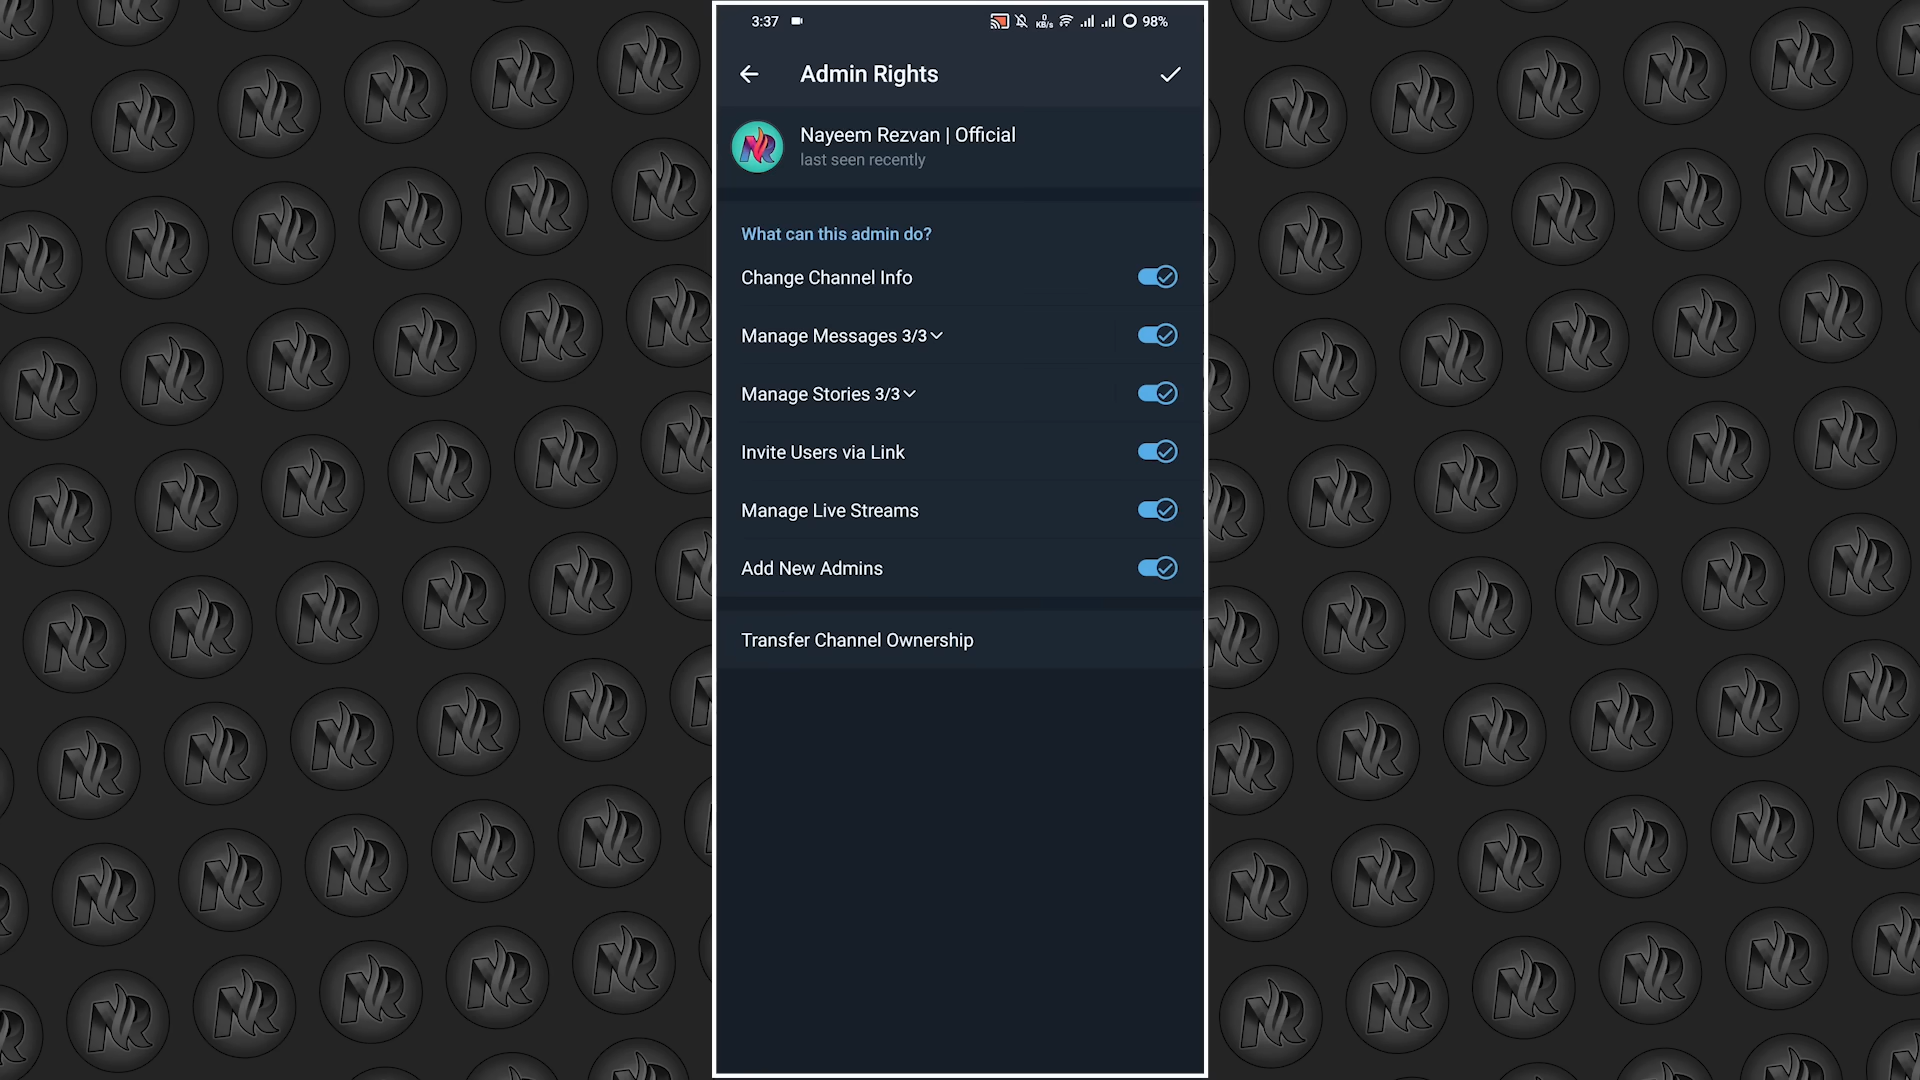 3:37
0 KB/s
98%
Admin Rights
Nayeem Rezvan | Official
last seen recently
What can this admin do?
Change Channel Info
Manage Messages 3/3
Manage Stories 3/3
Invite Users via Link
Manage Live Streams
Add New Admins
Transfer Channel Ownership